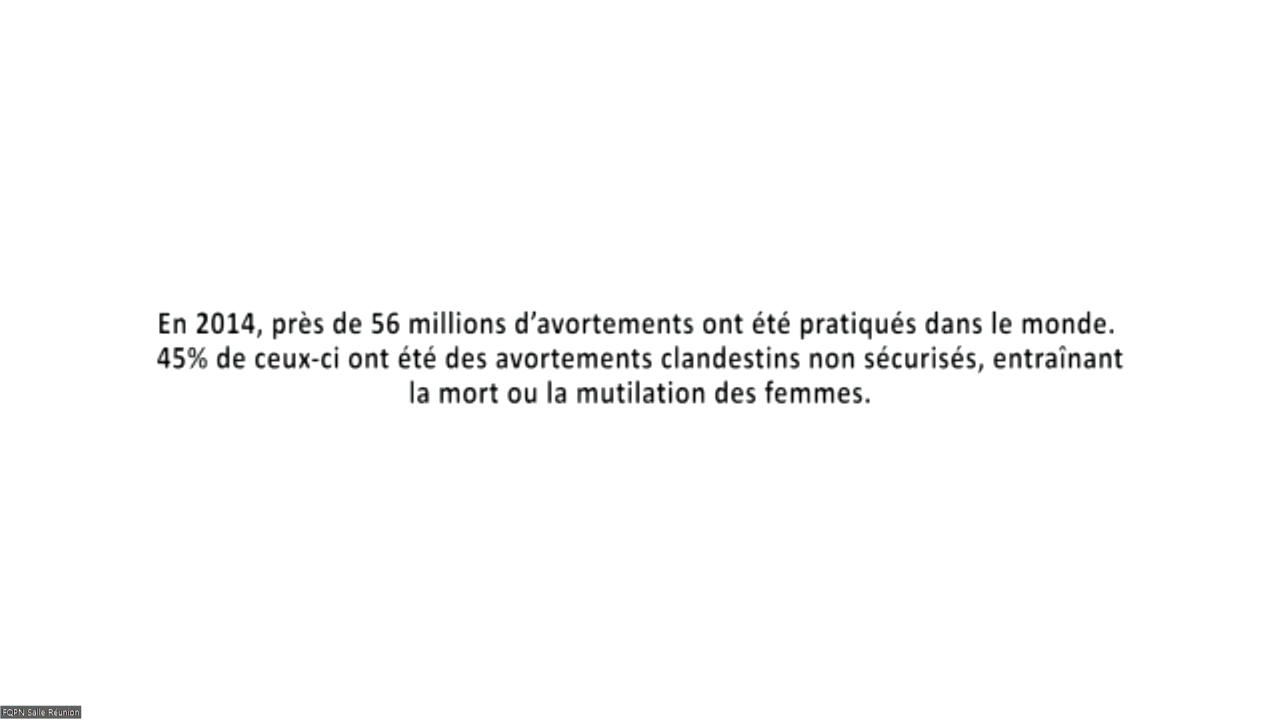 En 2014, près de 56 millions d’avortements ont été pratiqués dans le monde.
45% de ceux-ci ont été des avortements clandestins non sécurisés, entraînant
la mort ou la mutilation des femmes.
FQPN Salle Réunion